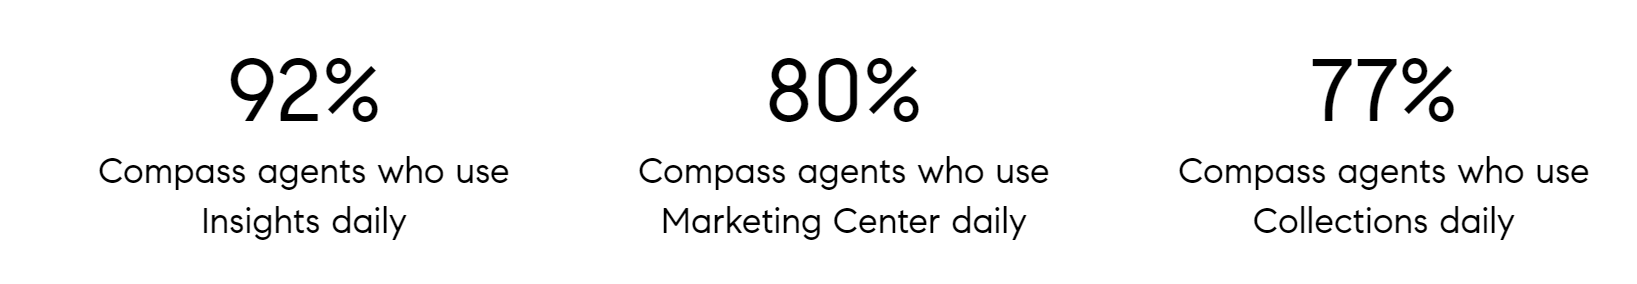 92%
Compass agents who use
Insights daily
80%
Compass agents who use
Marketing Center daily
77%
Compass agents who use
Collections daily